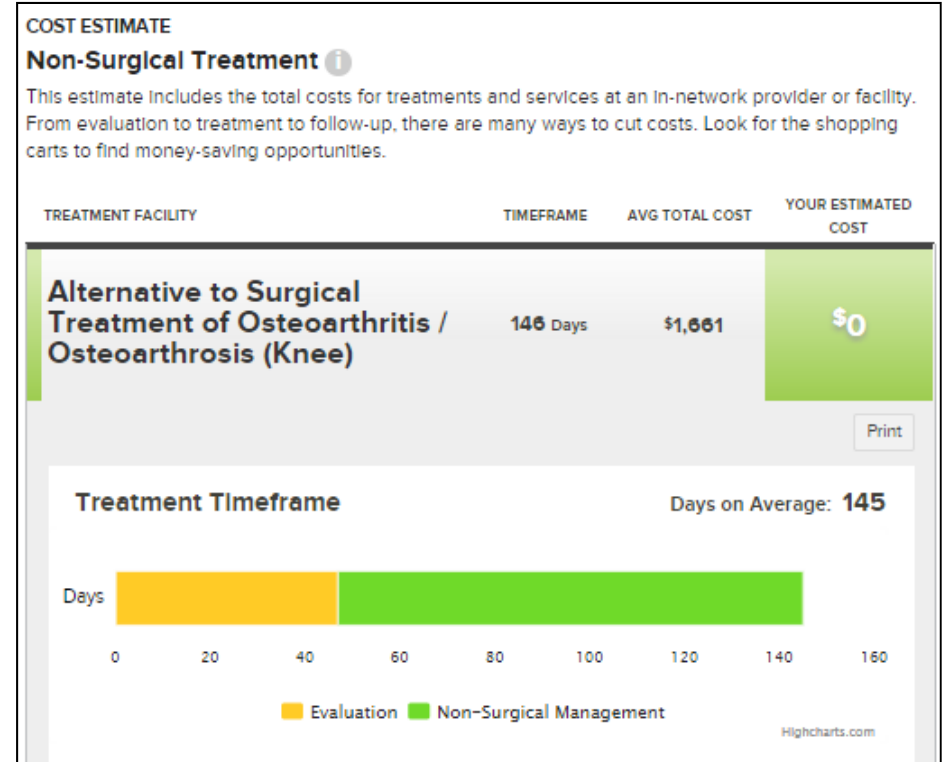 COST ESTIMATE
Non-Surgical Treatment i
This estimate includes the total costs for treatments and services at an in-network provider or facility.
From evaluation to treatment to follow-up, there are many ways to cut costs. Look for the shopping
carts to find money-saving opportunities.
TREATMENT FACILITY TIMEFRAME AVG TOTAL COST YOUR ESTIMATED
COST
Alternative to Surgical
Treatment of Osteoarthritis /
Osteoarthrosis (Knee)
146 Days $1,661 $0
Print
Treatment Timeframe Days on Average: 145
Days
0 20 40 60 80 100 120 140 160
Evaluation Non-Surgical Management
Highcharts.com